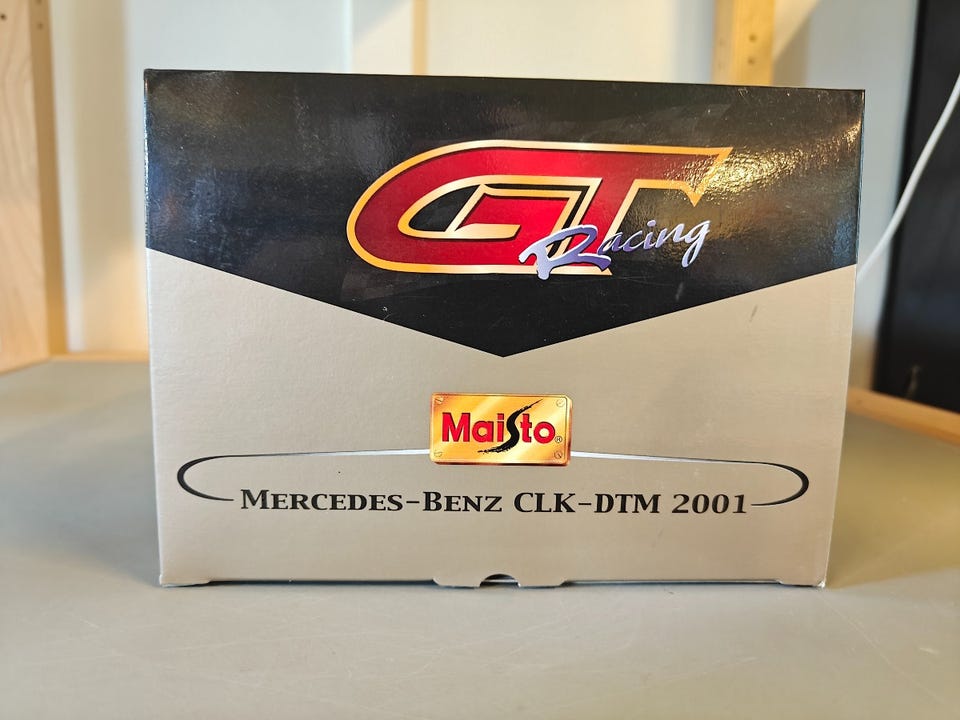 GT
Racing
Maisto®
MERCEDES-BENZ CLK-DTM 2001